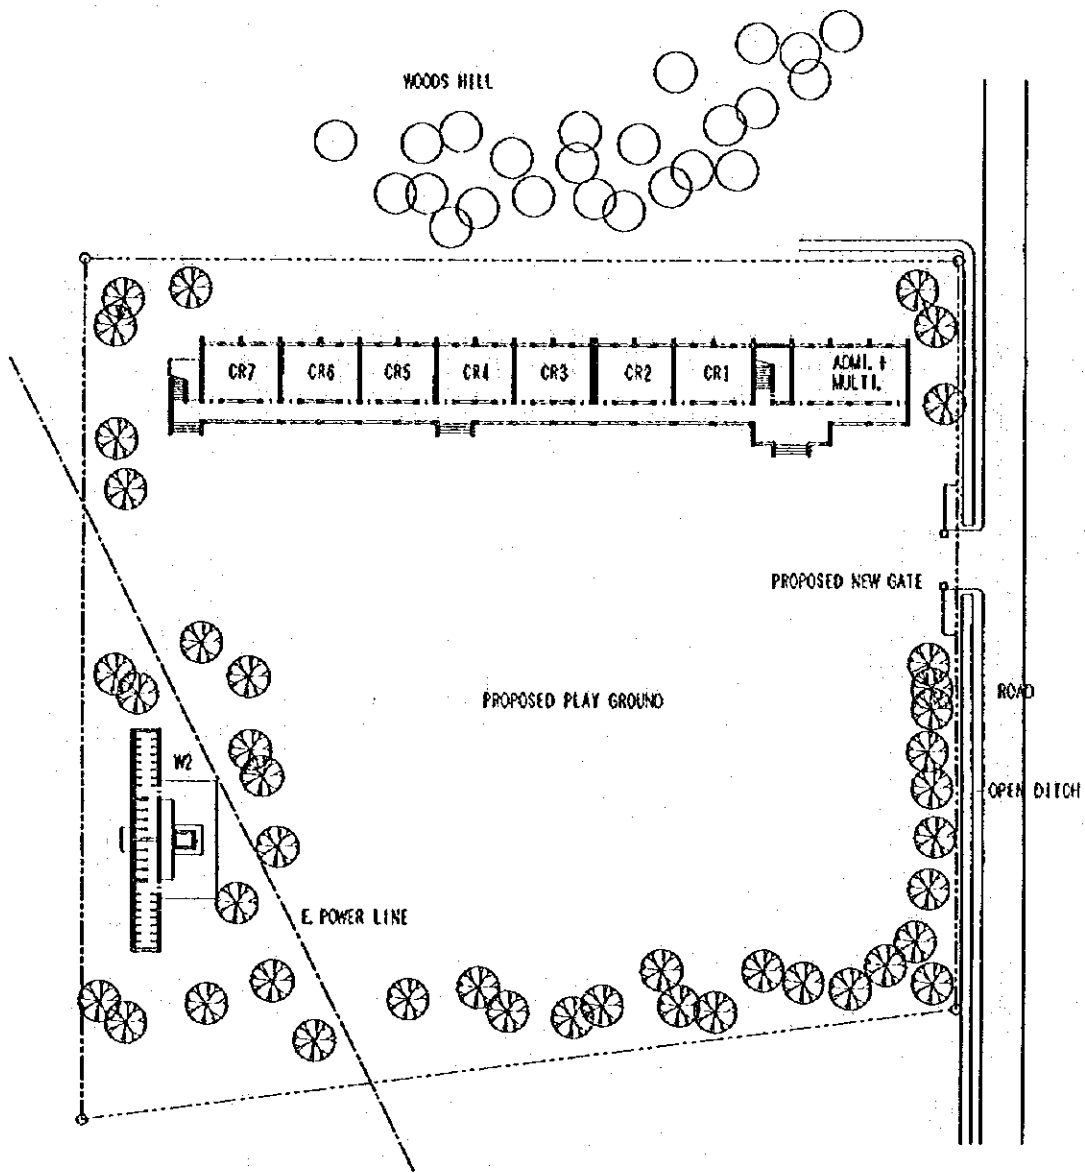 WOODS HILL
CR7
CR6
CR5
CR4
CR3
CR2
CR1
ADMI. +
MULTI.
PROPOSED NEW GATE
PROPOSED PLAY GROUND
ROAD
W2
OPEN DITCH
E. POWER LINE